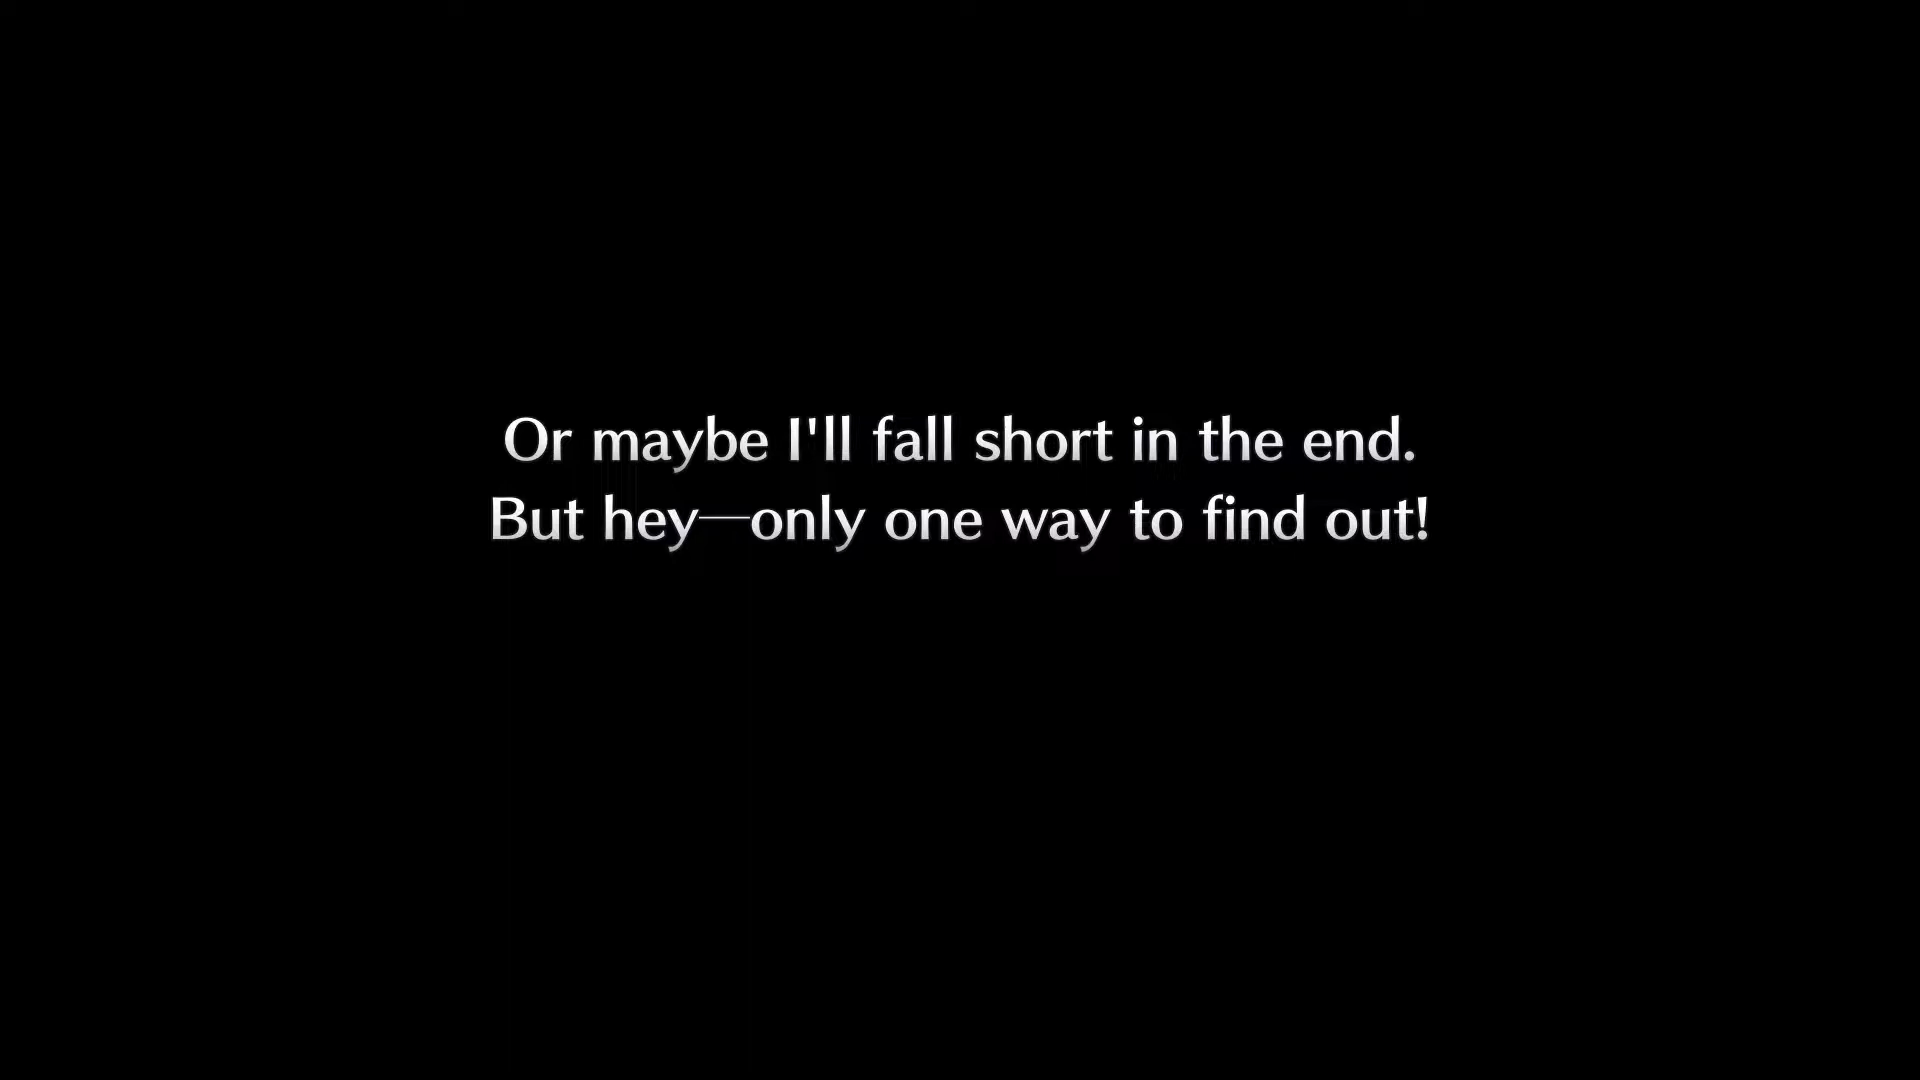 Or maybe I'll fall short in the end.
But hey—only one way to find out!